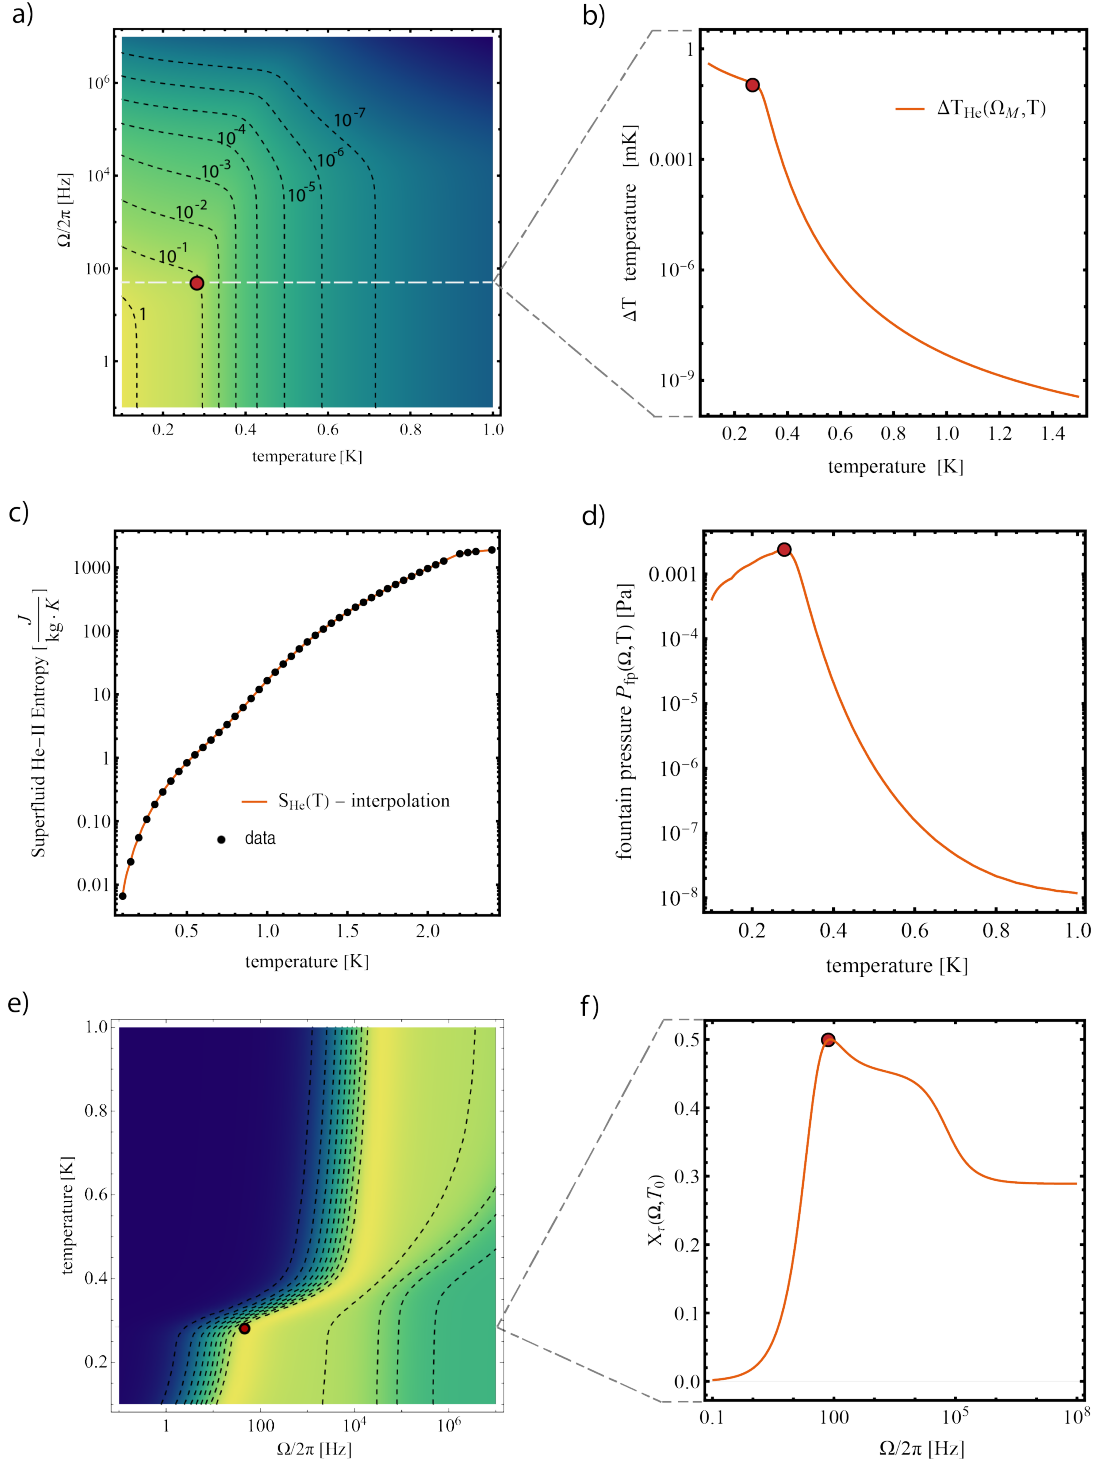 a)
10⁶
10⁴
100
1
Ω/2π [Hz]
10⁻⁷
10⁻⁶
10⁻⁵
10⁻⁴
10⁻³
10⁻²
10⁻¹
1
0.2 0.4 0.6 0.8 1.0
temperature [K]
b)
1
0.001
10⁻⁶
10⁻⁹
ΔT temperature [mK]
ΔT_He(Ω_M,T)
0.2 0.4 0.6 0.8 1.0 1.2 1.4
temperature [K]
c)
1000
100
10
1
0.10
0.01
Superfluid He–II Entropy [J/kg·K]
S_He(T) – interpolation
data
0.5 1.0 1.5 2.0
temperature [K]
d)
0.001
10⁻⁴
10⁻⁵
10⁻⁶
10⁻⁷
10⁻⁸
fountain pressure P_fp(Ω,T) [Pa]
0.2 0.4 0.6 0.8 1.0
temperature [K]
e)
1.0
0.8
0.6
0.4
0.2
temperature [K]
1 100 10⁴ 10⁶
Ω/2π [Hz]
f)
0.5
0.4
0.3
0.2
0.1
0.0
X_τ(Ω,T₀)
0.1 100 10⁵ 10⁸
Ω/2π [Hz]